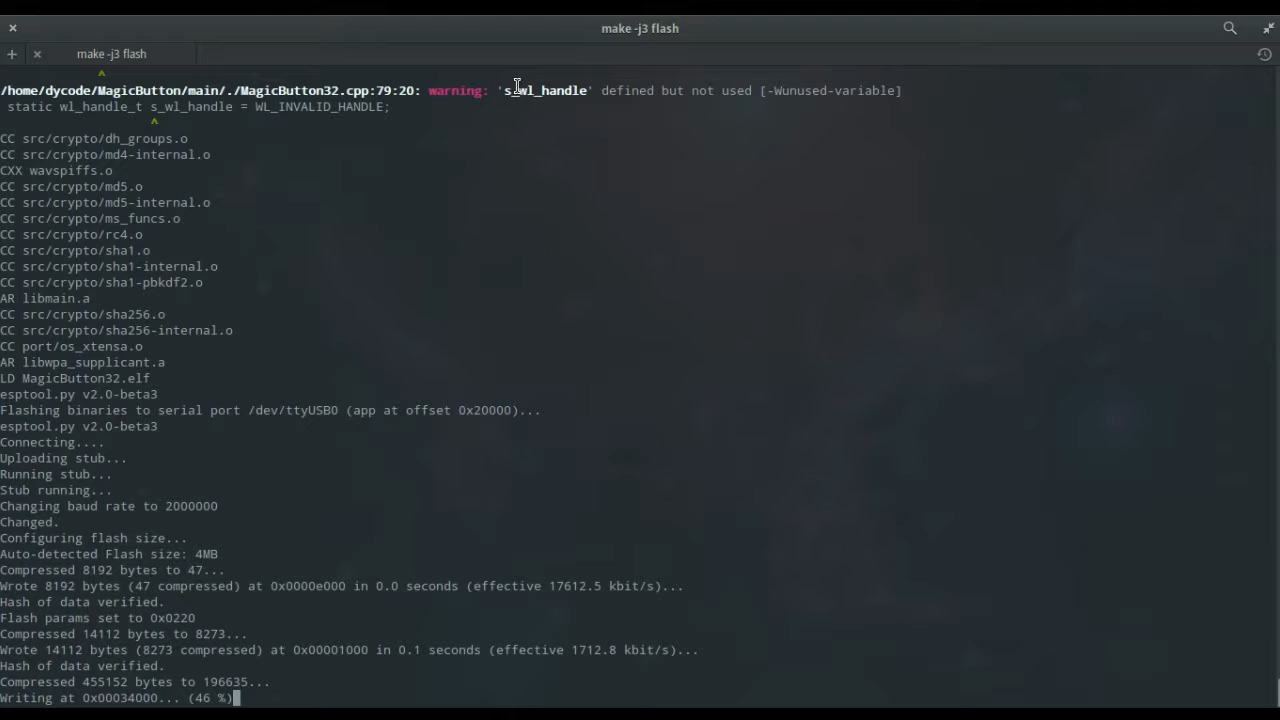 make -j3 flash
make -j3 flash
^
/home/dycode/MagicButton/main/./MagicButton32.cpp:79:20: warning: 's_wl_handle' defined but not used [-Wunused-variable]
static wl_handle_t s_wl_handle = WL_INVALID_HANDLE;
^
CC src/crypto/dh_groups.o
CC src/crypto/md4-internal.o
CXX wavspiffs.o
CC src/crypto/md5.o
CC src/crypto/md5-internal.o
CC src/crypto/ms_funcs.o
CC src/crypto/rc4.o
CC src/crypto/sha1.o
CC src/crypto/sha1-internal.o
CC src/crypto/sha1-pbkdf2.o
AR libmain.a
CC src/crypto/sha256.o
CC src/crypto/sha256-internal.o
CC port/os_xtensa.o
AR libwpa_supplicant.a
LD MagicButton32.elf
esptool.py v2.0-beta3
Flashing binaries to serial port /dev/ttyUSB0 (app at offset 0x20000)...
esptool.py v2.0-beta3
Connecting....
Uploading stub...
Running stub...
Stub running...
Changing baud rate to 2000000
Changed.
Configuring flash size...
Auto-detected Flash size: 4MB
Compressed 8192 bytes to 47...
Wrote 8192 bytes (47 compressed) at 0x0000e000 in 0.0 seconds (effective 17612.5 kbit/s)...
Hash of data verified.
Flash params set to 0x0220
Compressed 14112 bytes to 8273...
Wrote 14112 bytes (8273 compressed) at 0x00001000 in 0.1 seconds (effective 1712.8 kbit/s)...
Hash of data verified.
Compressed 455152 bytes to 196635...
Writing at 0x00034000... (46 %)